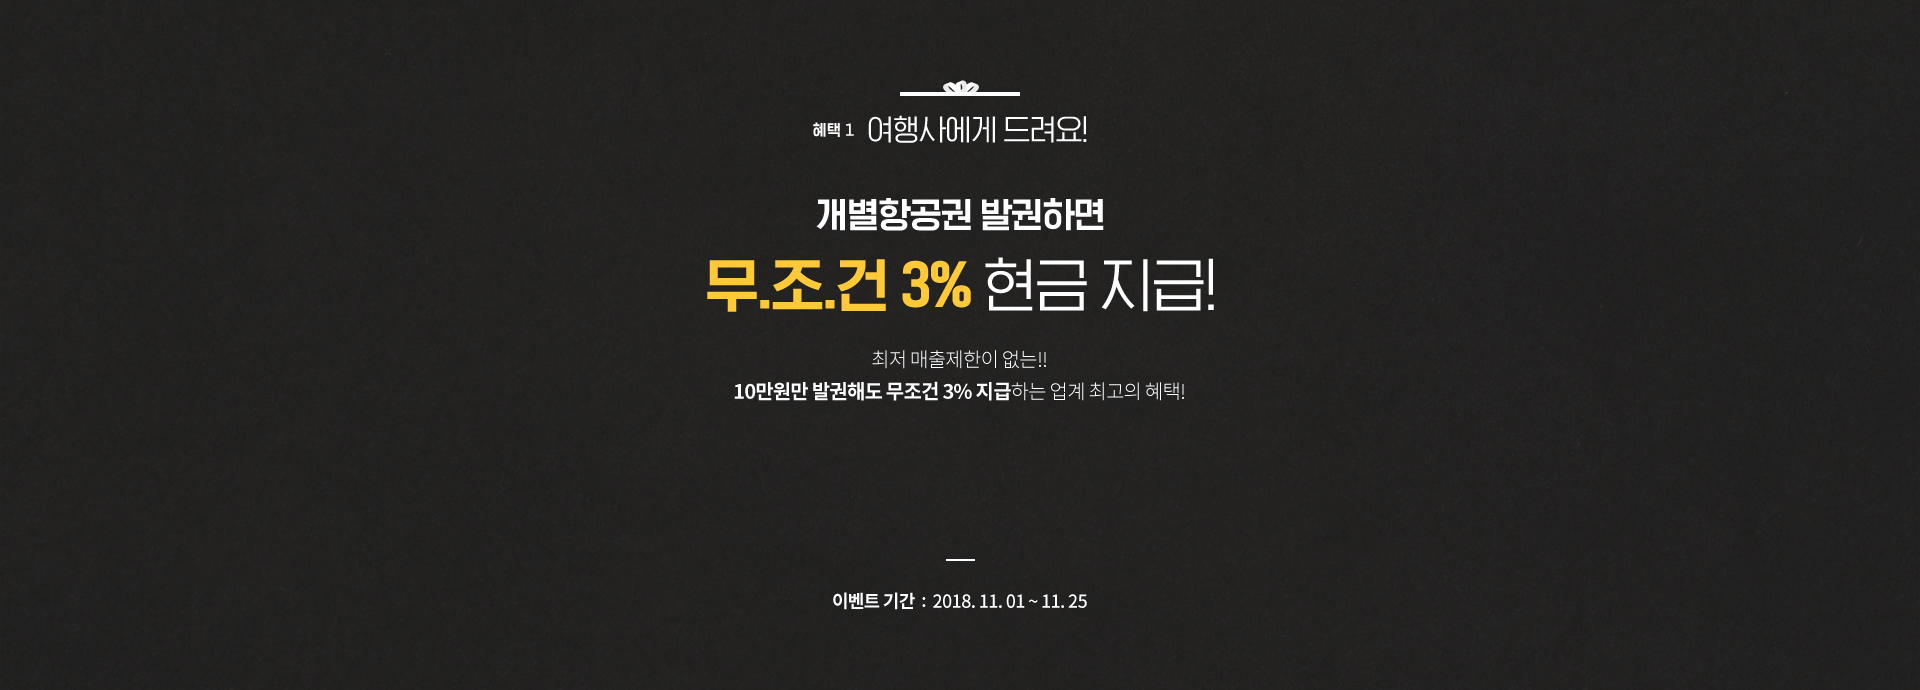 혜택 1 여행사에게 드려요!
개별항공권 발권하면
무.조.건 3% 현금 지급!
최저 매출제한이 없는!!
10만원만 발권해도 무조건 3% 지급하는 업계 최고의 혜택!
이벤트 기간 : 2018. 11. 01 ~ 11. 25